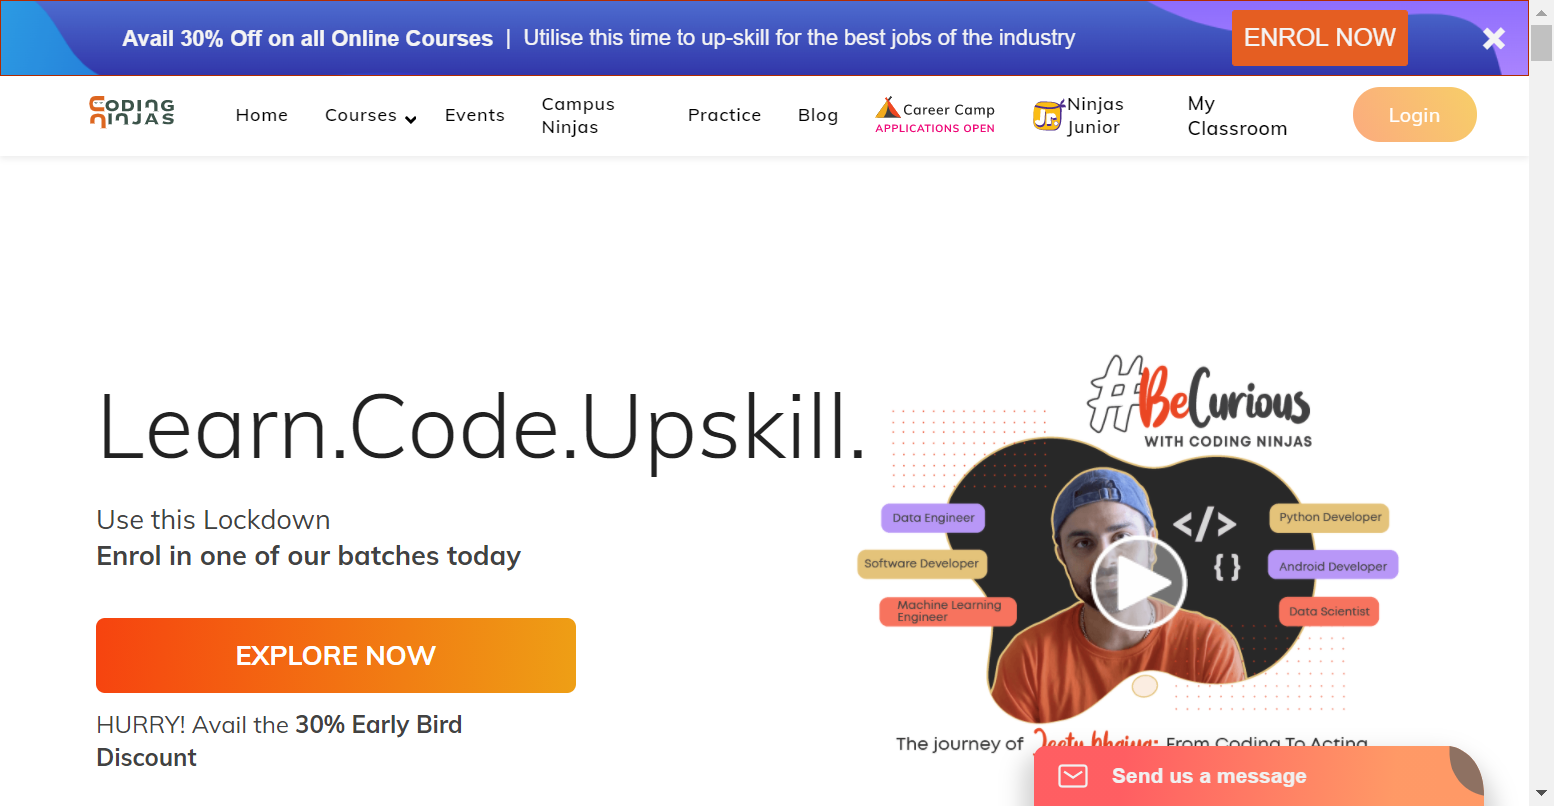 Avail 30% Off on all Online Courses | Utilise this time to up-skill for the best jobs of the industry
ENROL NOW
CODING
NINJAS
Home
Courses
Events
Campus
Ninjas
Practice
Blog
Career Camp
APPLICATIONS OPEN
JR
Ninjas
Junior
My
Classroom
Login
Learn.Code.Upskill.
Use this Lockdown
Enrol in one of our batches today
EXPLORE NOW
HURRY! Avail the 30% Early Bird
Discount
#BeCurious
WITH CODING NINJAS
</>
{ }
Data Engineer
Software Developer
Machine Learning
Engineer
Python Developer
Android Developer
Data Scientist
The journey of Jeetu bhaiya: From Coding To Acting
Send us a message